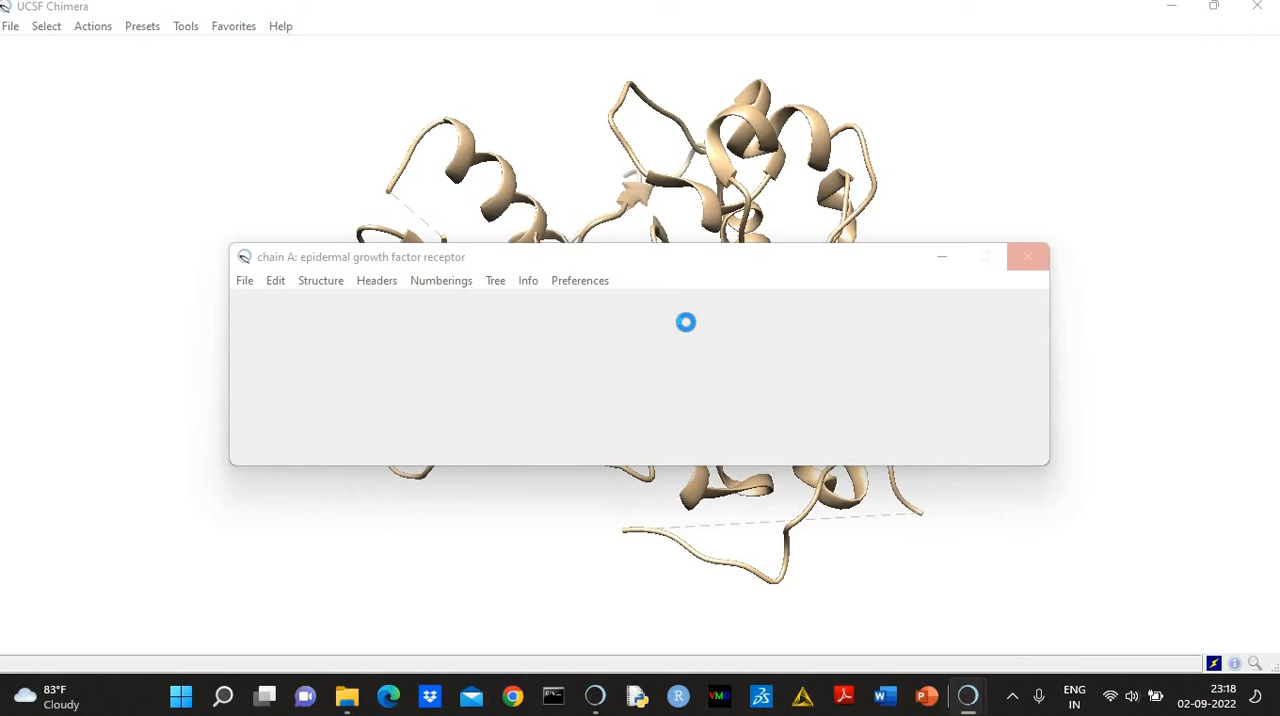 UCSF Chimera
File Select Actions Presets Tools Favorites Help
chain A: epidermal growth factor receptor
File Edit Structure Headers Numberings Tree Info Preferences
83°F
Cloudy
ENG
IN
23:18
02-09-2022